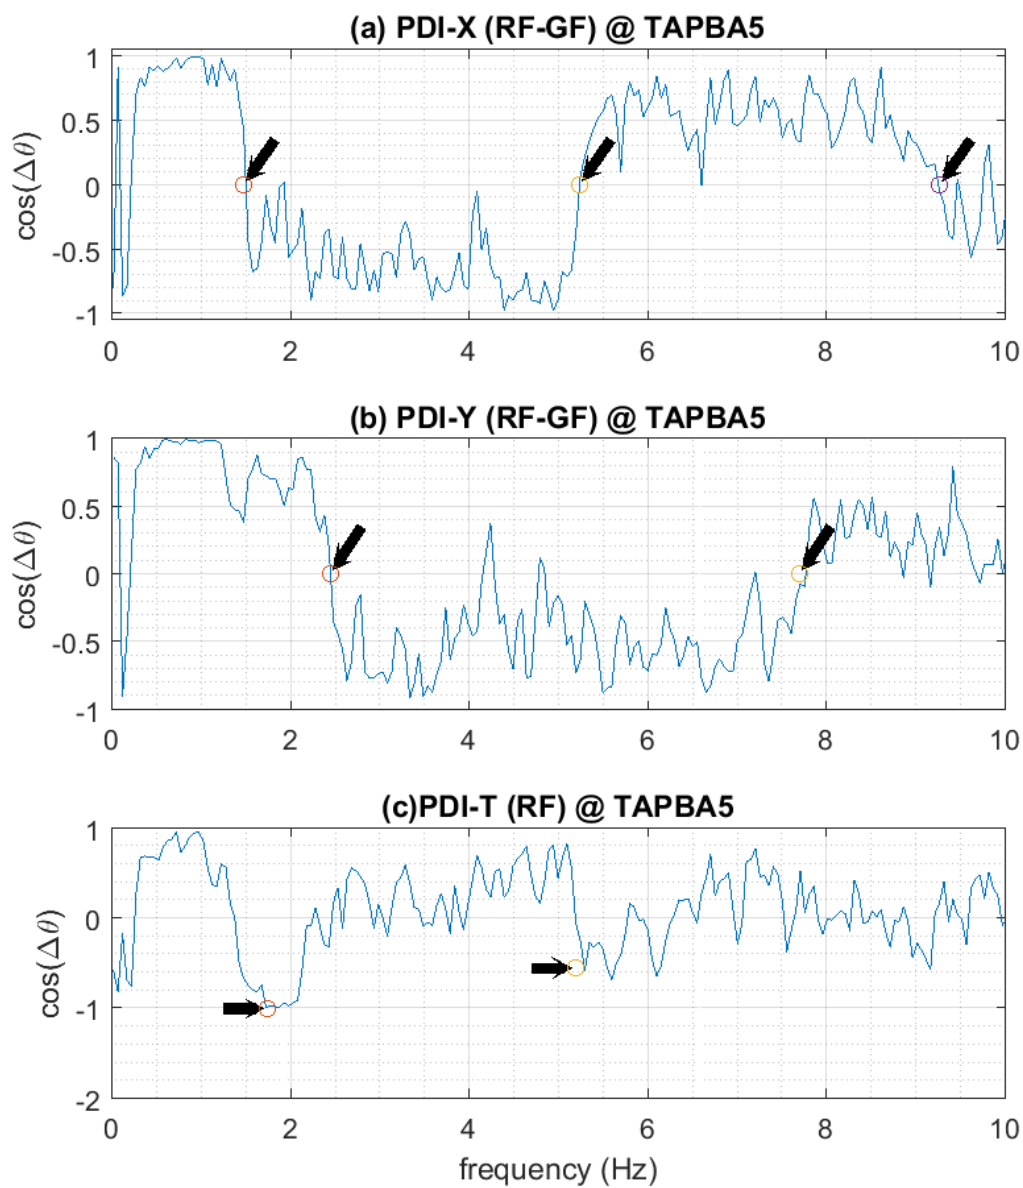 (a) PDI-X (RF-GF) @ TAPBA5
1
0.5
0
-0.5
-1
cos(Δθ)
0 2 4 6 8 10
(b) PDI-Y (RF-GF) @ TAPBA5
1
0.5
0
-0.5
-1
cos(Δθ)
0 2 4 6 8 10
(c)PDI-T (RF) @ TAPBA5
1
0
-1
-2
cos(Δθ)
0 2 4 6 8 10
frequency (Hz)